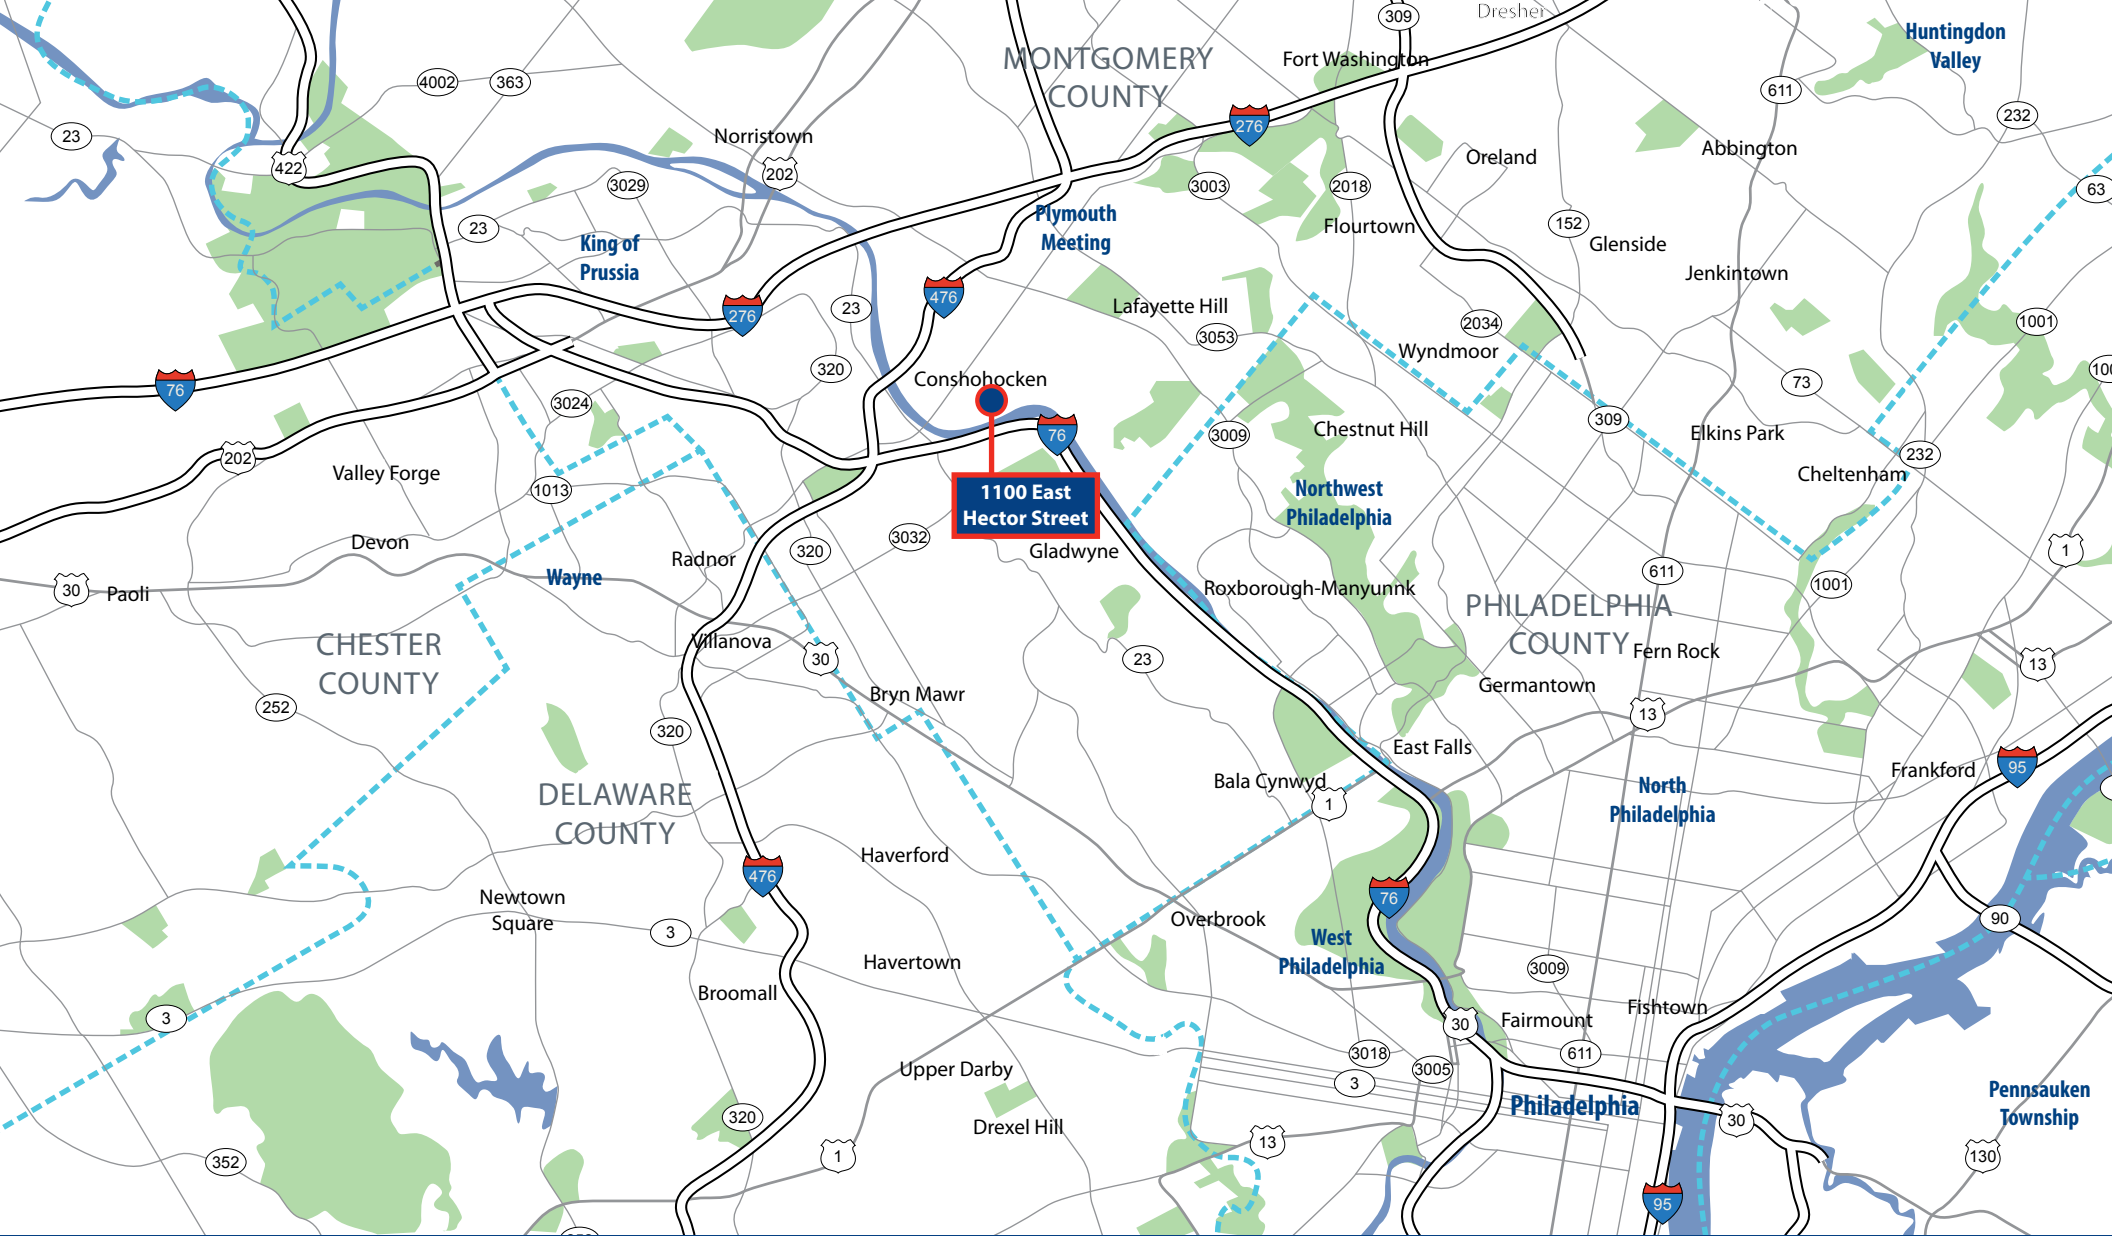 309
Dresher
Huntingdon
Valley
MONTGOMERY
COUNTY
Fort Washington
4002
363
611
232
23
276
Norristown
422
202
Oreland
Abbington
3029
3003
2018
63
23
King of
Prussia
Plymouth
Meeting
Flourtown
152
Glenside
Jenkintown
276
23
476
Lafayette Hill
3053
2034
1001
Wyndmoor
76
320
Conshohocken
73
3024
76
3009
Chestnut Hill
309
Elkins Park
202
Valley Forge
232
Cheltenham
1013
1100 East
Hector Street
Northwest
Philadelphia
Devon
3032
320
Gladwyne
1
Radnor
30
Paoli
Wayne
Roxborough-Manyunnk
611
1001
PHILADELPHIA
COUNTY
CHESTER
COUNTY
Villanova
30
23
Fern Rock
13
Bryn Mawr
Germantown
252
320
13
East Falls
DELAWARE
COUNTY
Bala Cynwyd
1
North
Philadelphia
Frankford
95
Haverford
476
76
Newtown
Square
3
Overbrook
90
West
Philadelphia
Havertown
3009
Broomall
3
30
Fairmount
Fishtown
3018
611
Upper Darby
3005
3
Philadelphia
Pennsauken
Township
320
Drexel Hill
30
13
1
352
130
95